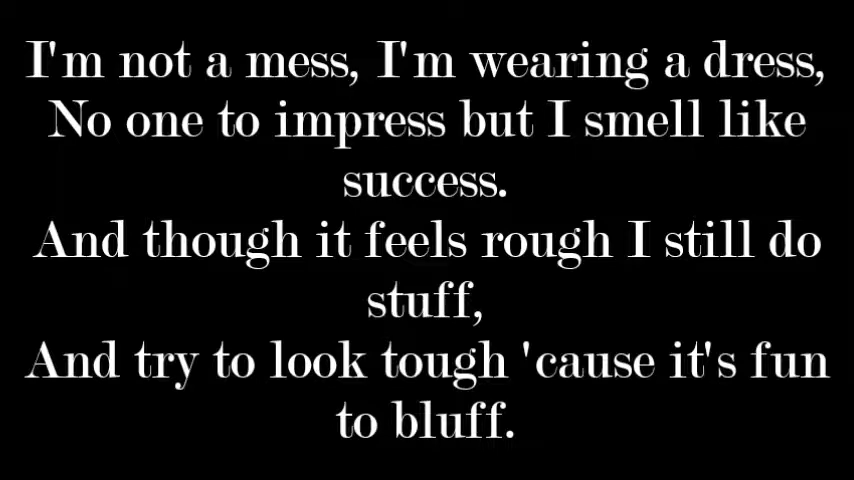 I'm not a mess, I'm wearing a dress,
No one to impress but I smell like
success.
And though it feels rough I still do
stuff,
And try to look tough 'cause it's fun
to bluff.